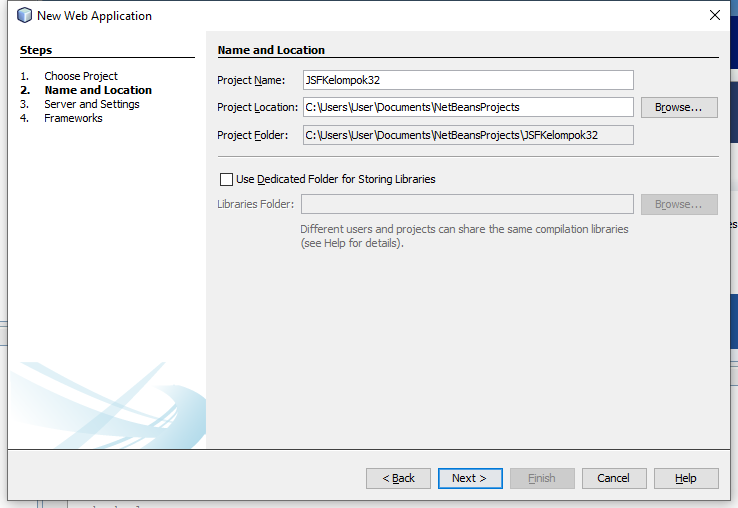 New Web Application
Steps
1. Choose Project
2. Name and Location
3. Server and Settings
4. Frameworks
Name and Location
Project Name: JSFKelompok32
Project Location: C:\Users\User\Documents\NetBeansProjects Browse...
Project Folder: C:\Users\User\Documents\NetBeansProjects\JSFKelompok32
Use Dedicated Folder for Storing Libraries
Libraries Folder: Browse...
Different users and projects can share the same compilation libraries
(see Help for details).
< Back Next > Finish Cancel Help